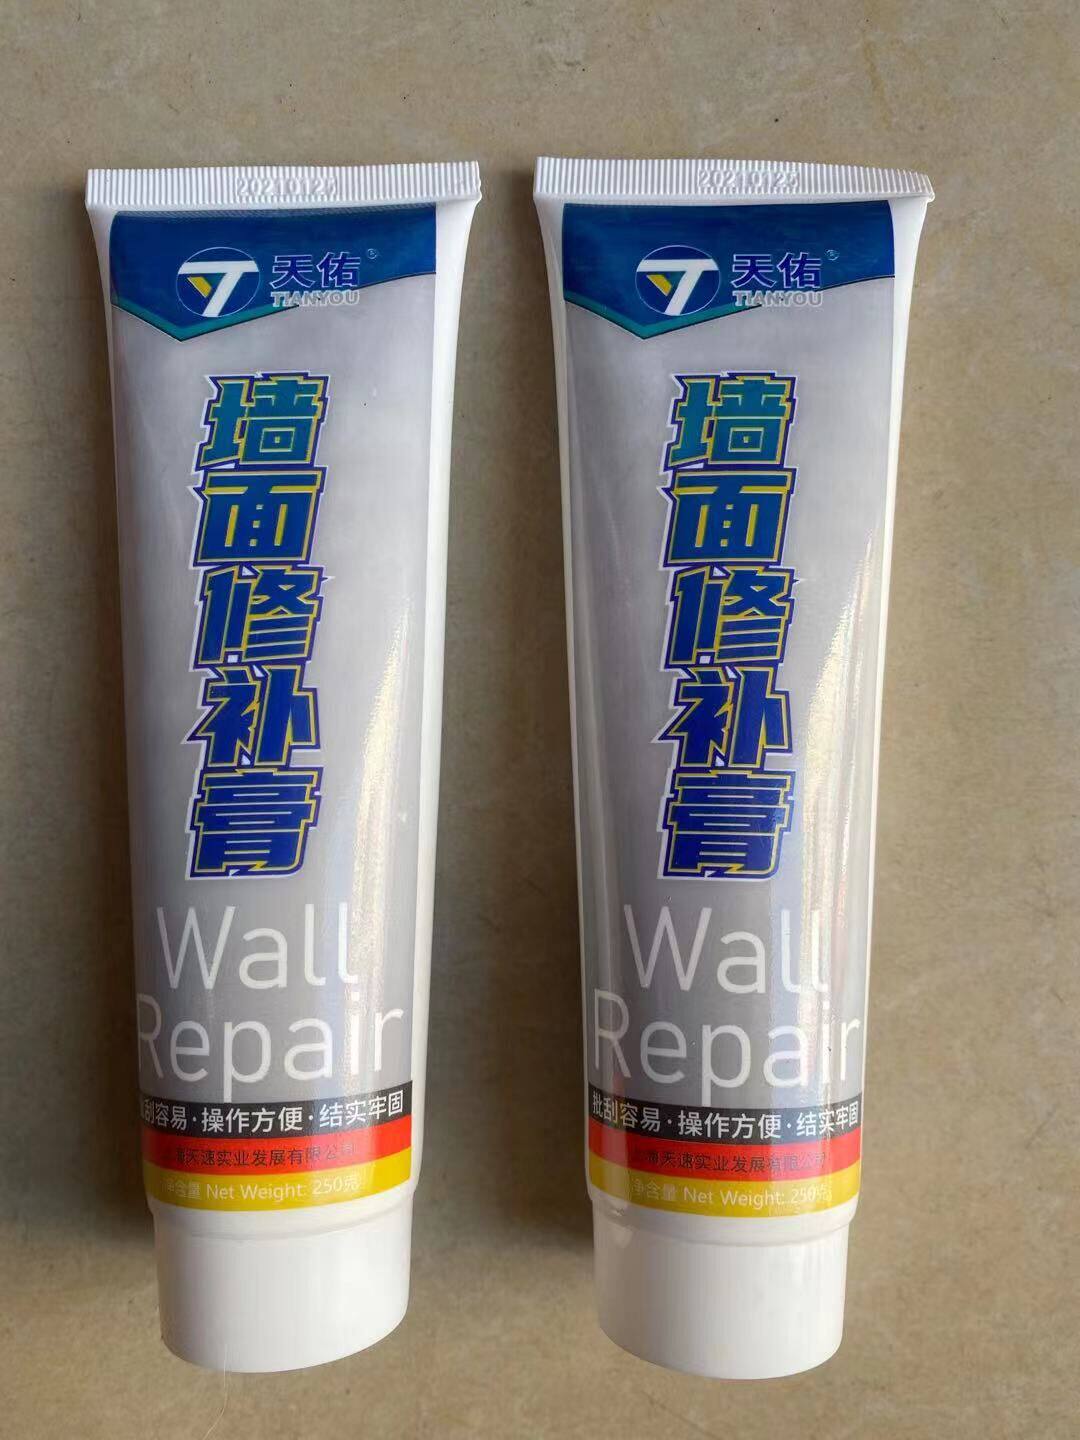 20210125
天佑®
TIANYOU
墙面修补膏
Wall
Repair
批刮容易·操作方便·结实牢固
上海天速实业发展有限公司
净含量 Net Weight: 250克
20210125
天佑®
TIANYOU
墙面修补膏
Wall
Repair
批刮容易·操作方便·结实牢固
上海天速实业发展有限公司
净含量 Net Weight: 250克